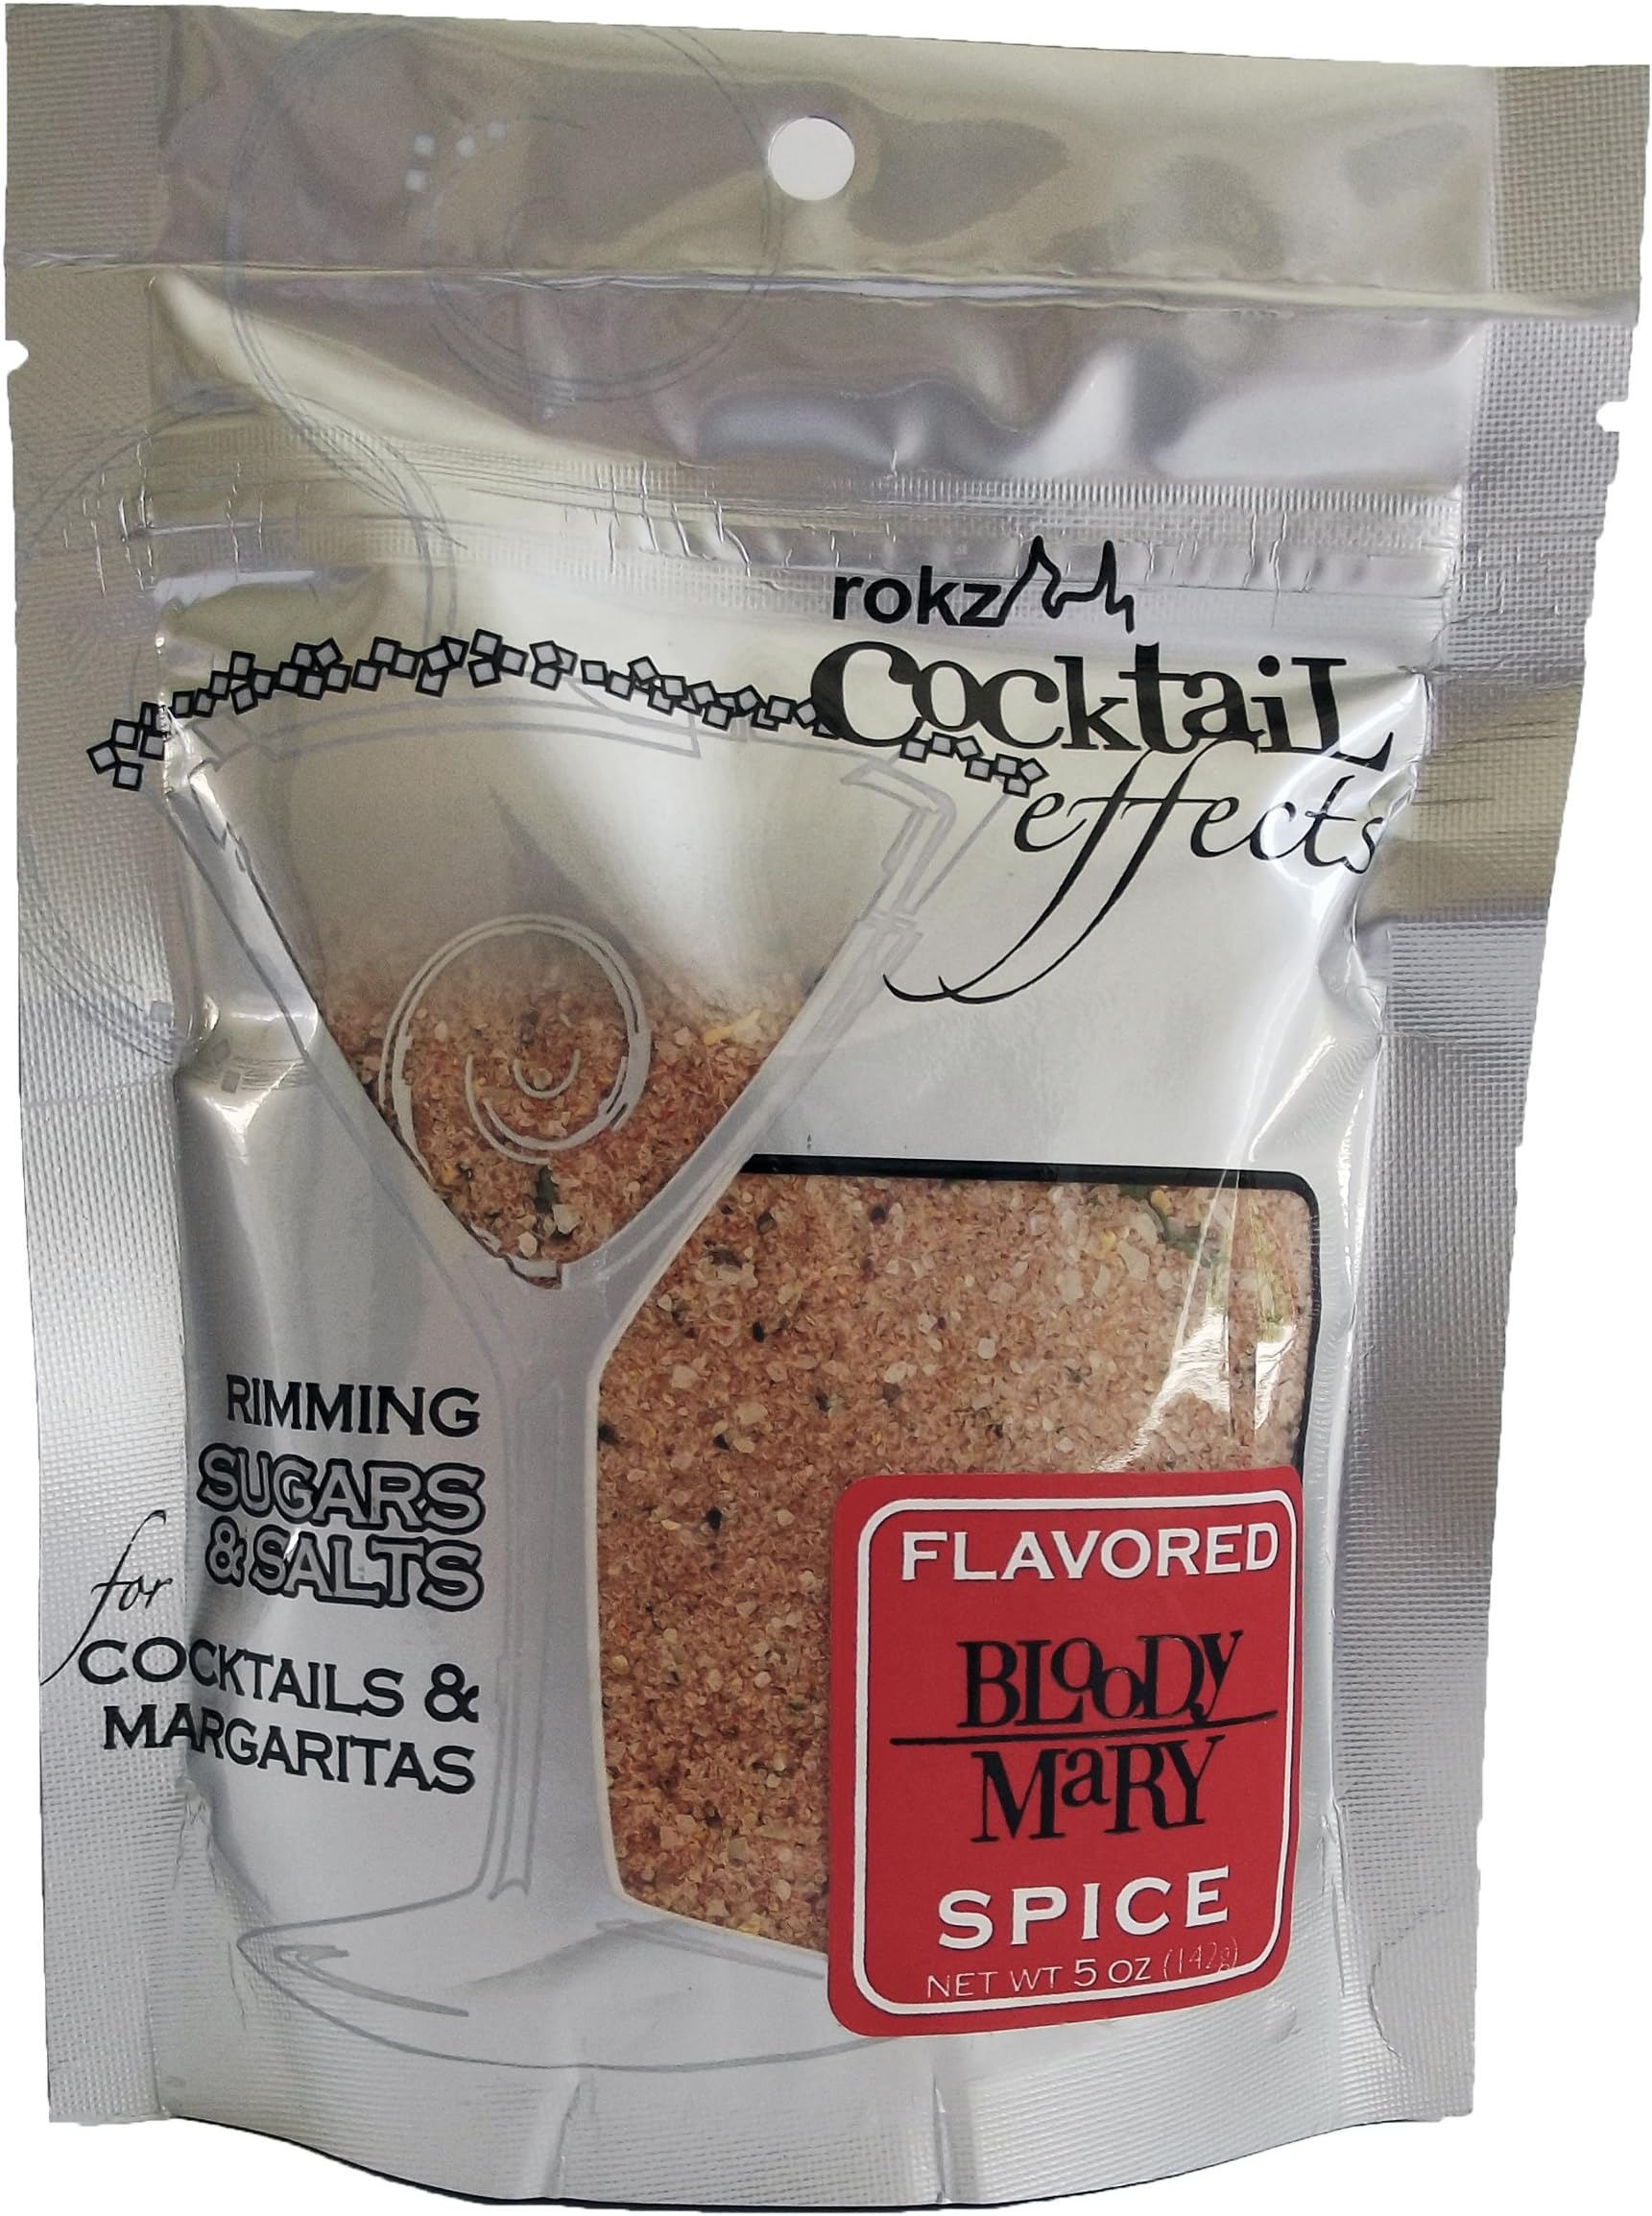 rokz
CocktaiL
effects
RIMMING
SUGARS
& SALTS
for
COCKTAILS &
MARGARITAS
FLAVORED
BLooDy
MaRY
SPICE
NET WT 5 OZ (142g)